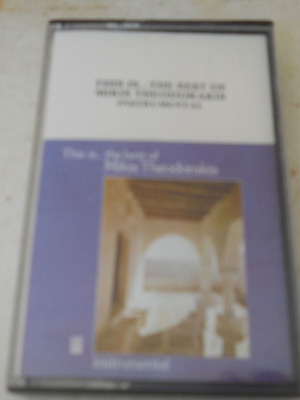 THIS IS... THE BEST OF
MIKIS THEODORAKIS
INSTRUMENTAL
This is... the best of
Mikis Theodorakis
instrumental